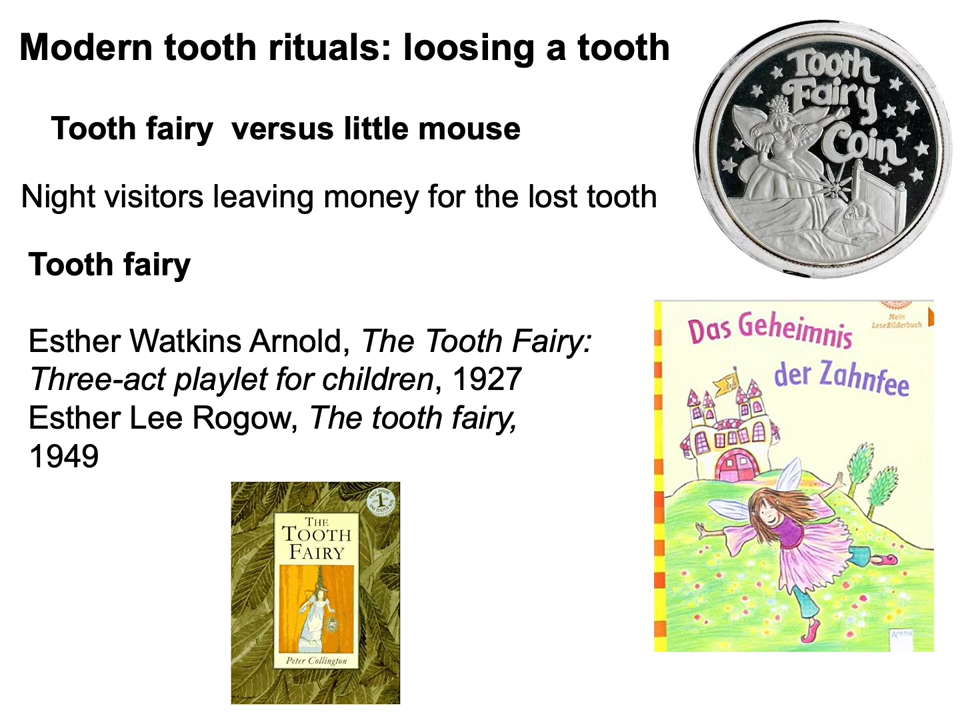 Modern tooth rituals: loosing a tooth
Tooth fairy versus little mouse
Night visitors leaving money for the lost tooth
Tooth fairy
Esther Watkins Arnold, The Tooth Fairy:
Three-act playlet for children, 1927
Esther Lee Rogow, The tooth fairy,
1949
Tooth
Fairy
Coin
Mein
LeseBilderbuch
Das Geheimnis
der Zahnfee
Arena
THE
TOOTH
FAIRY
Peter Collington